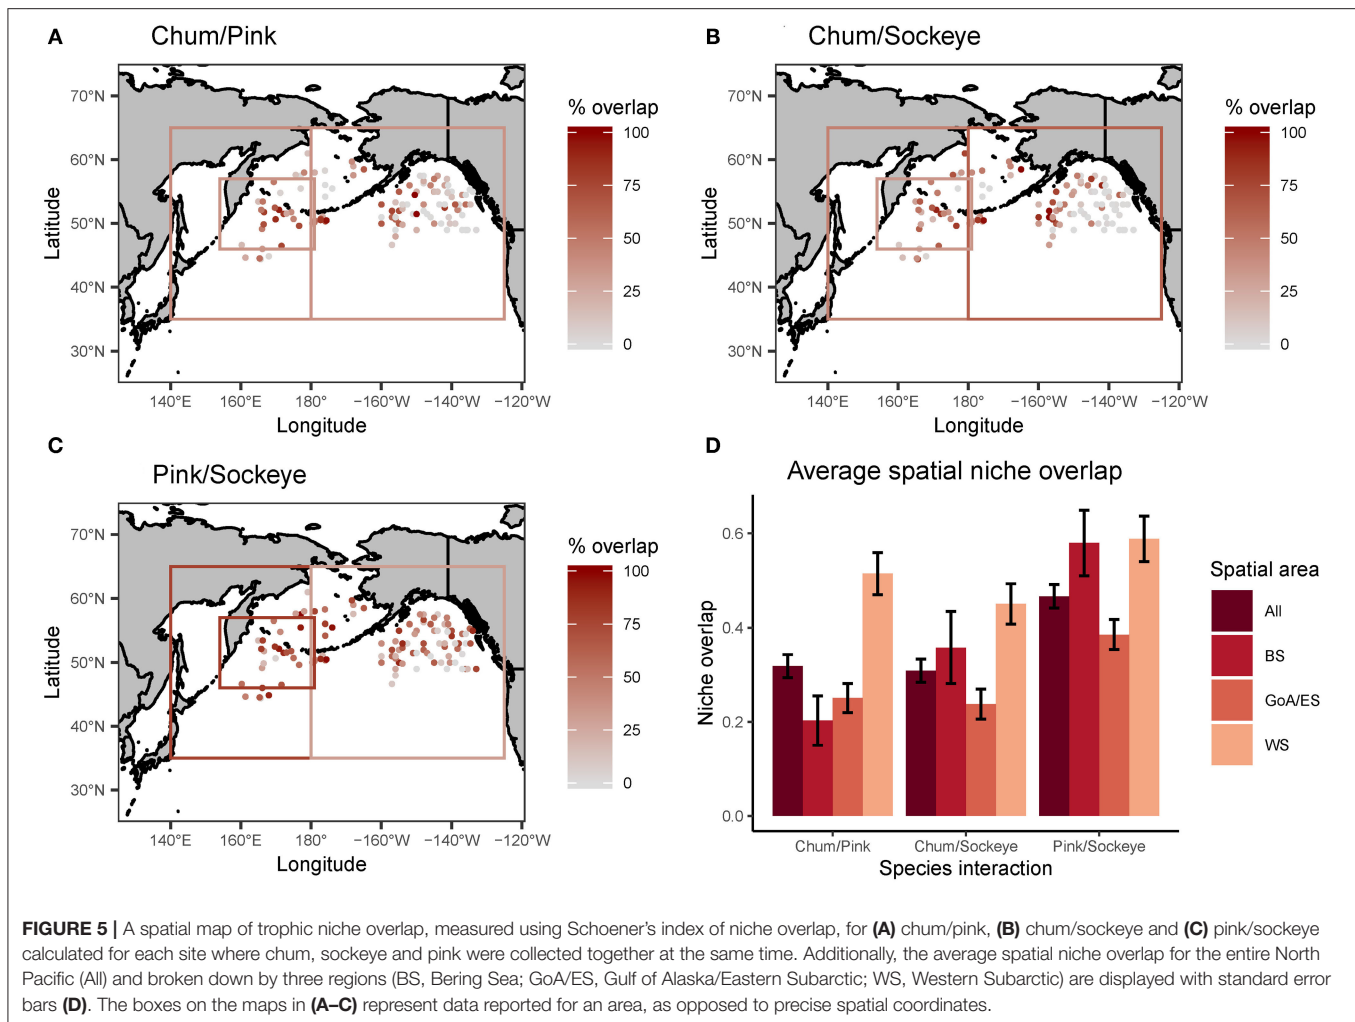 A
Chum/Pink
70°N
60°N
50°N
40°N
30°N
Latitude
140°E 160°E 180° −160°W −140°W −120°W
Longitude
% overlap
100
75
50
25
0
B
Chum/Sockeye
70°N
60°N
50°N
40°N
30°N
Latitude
140°E 160°E 180° −160°W −140°W −120°W
Longitude
% overlap
100
75
50
25
0
C
Pink/Sockeye
70°N
60°N
50°N
40°N
30°N
Latitude
140°E 160°E 180° −160°W −140°W −120°W
Longitude
% overlap
100
75
50
25
0
D
Average spatial niche overlap
0.6
0.4
0.2
0.0
Niche overlap
Chum/Pink Chum/Sockeye Pink/Sockeye
Species interaction
Spatial area
All
BS
GoA/ES
WS
FIGURE 5 | A spatial map of trophic niche overlap, measured using Schoener's index of niche overlap, for (A) chum/pink, (B) chum/sockeye and (C) pink/sockeye
calculated for each site where chum, sockeye and pink were collected together at the same time. Additionally, the average spatial niche overlap for the entire North
Pacific (All) and broken down by three regions (BS, Bering Sea; GoA/ES, Gulf of Alaska/Eastern Subarctic; WS, Western Subarctic) are displayed with standard error
bars (D). The boxes on the maps in (A–C) represent data reported for an area, as opposed to precise spatial coordinates.